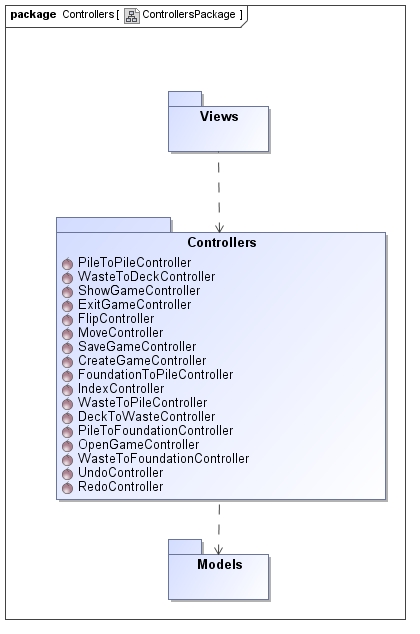 package Controllers [ ControllersPackage ]
Views
Controllers
PileToPileController
WasteToDeckController
ShowGameController
ExitGameController
FlipController
MoveController
SaveGameController
CreateGameController
FoundationToPileController
IndexController
WasteToPileController
DeckToWasteController
PileToFoundationController
OpenGameController
WasteToFoundationController
UndoController
RedoController
Models